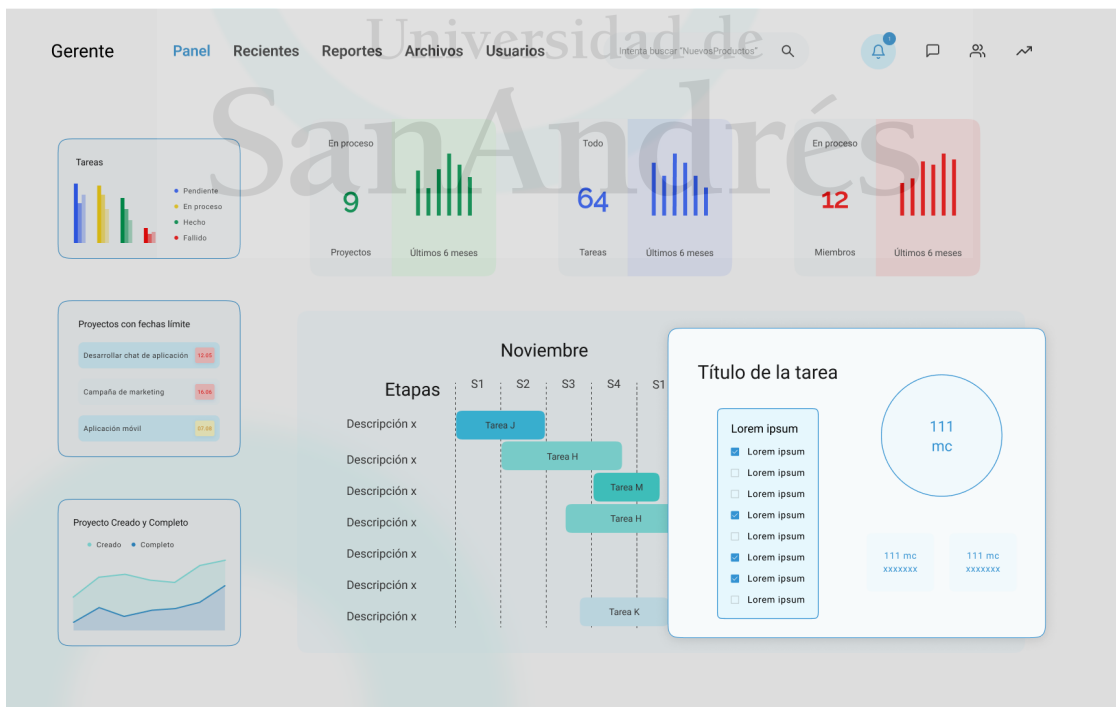 Universidad de
SanAndrés
Gerente
Panel
Recientes
Reportes
Archivos
Usuarios
Intenta buscar "NuevosProductos"
1
Tareas
Pendiente
En proceso
Hecho
Fallido
En proceso
9
Proyectos
Últimos 6 meses
Todo
64
Tareas
Últimos 6 meses
En proceso
12
Miembros
Últimos 6 meses
Proyectos con fechas límite
Desarrollar chat de aplicación
12.05
Campaña de marketing
16.06
Aplicación móvil
07.08
Proyecto Creado y Completo
Creado
Completo
Noviembre
Etapas
S1
S2
S3
S4
S1
Descripción x
Tarea J
Descripción x
Tarea H
Descripción x
Tarea M
Descripción x
Tarea H
Descripción x
Descripción x
Descripción x
Tarea K
Título de la tarea
Lorem ipsum
Lorem ipsum
Lorem ipsum
Lorem ipsum
Lorem ipsum
Lorem ipsum
Lorem ipsum
Lorem ipsum
Lorem ipsum
111
mc
111 mc
xxxxxxx
111 mc
xxxxxxx